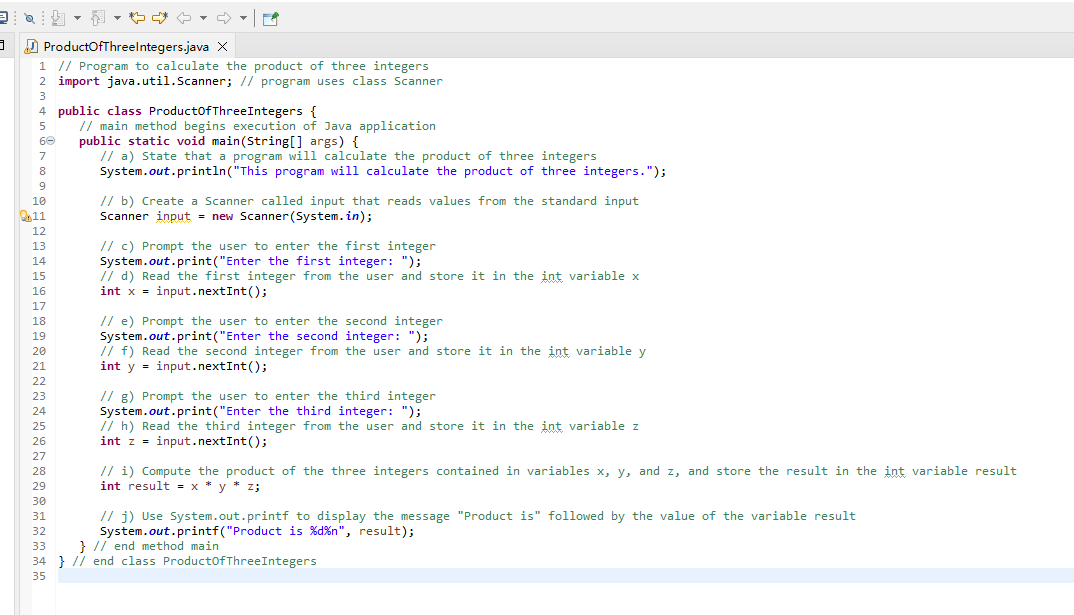 ProductOfThreeIntegers.java
1 // Program to calculate the product of three integers
2 import java.util.Scanner; // program uses class Scanner
3
4 public class ProductOfThreeIntegers {
5    // main method begins execution of Java application
6    public static void main(String[] args) {
7       // a) State that a program will calculate the product of three integers
8       System.out.println("This program will calculate the product of three integers.");
9
10       // b) Create a Scanner called input that reads values from the standard input
11       Scanner input = new Scanner(System.in);
12
13       // c) Prompt the user to enter the first integer
14       System.out.print("Enter the first integer: ");
15       // d) Read the first integer from the user and store it in the int variable x
16       int x = input.nextInt();
17
18       // e) Prompt the user to enter the second integer
19       System.out.print("Enter the second integer: ");
20       // f) Read the second integer from the user and store it in the int variable y
21       int y = input.nextInt();
22
23       // g) Prompt the user to enter the third integer
24       System.out.print("Enter the third integer: ");
25       // h) Read the third integer from the user and store it in the int variable z
26       int z = input.nextInt();
27
28       // i) Compute the product of the three integers contained in variables x, y, and z, and store the result in the int variable result
29       int result = x * y * z;
30
31       // j) Use System.out.printf to display the message "Product is" followed by the value of the variable result
32       System.out.printf("Product is %d%n", result);
33    } // end method main
34 } // end class ProductOfThreeIntegers
35